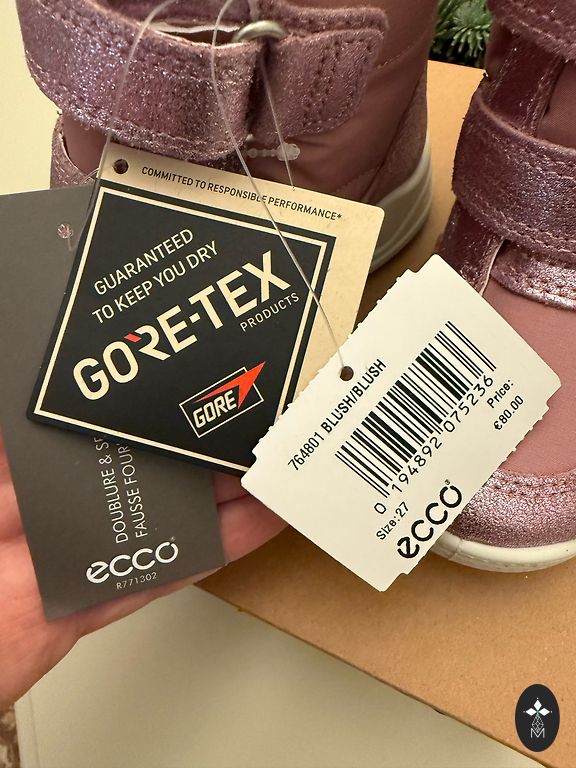 COMMITTED TO RESPONSIBLE PERFORMANCE*
GUARANTEED
TO KEEP YOU DRY
GORE-TEX
PRODUCTS
GORE
764801 BLUSH/BLUSH
0 194892 075236
Price:
€80.00
Size:27
ecco
DOUBLURE & 
FAUSSE FOUR
ecco
R771302
M